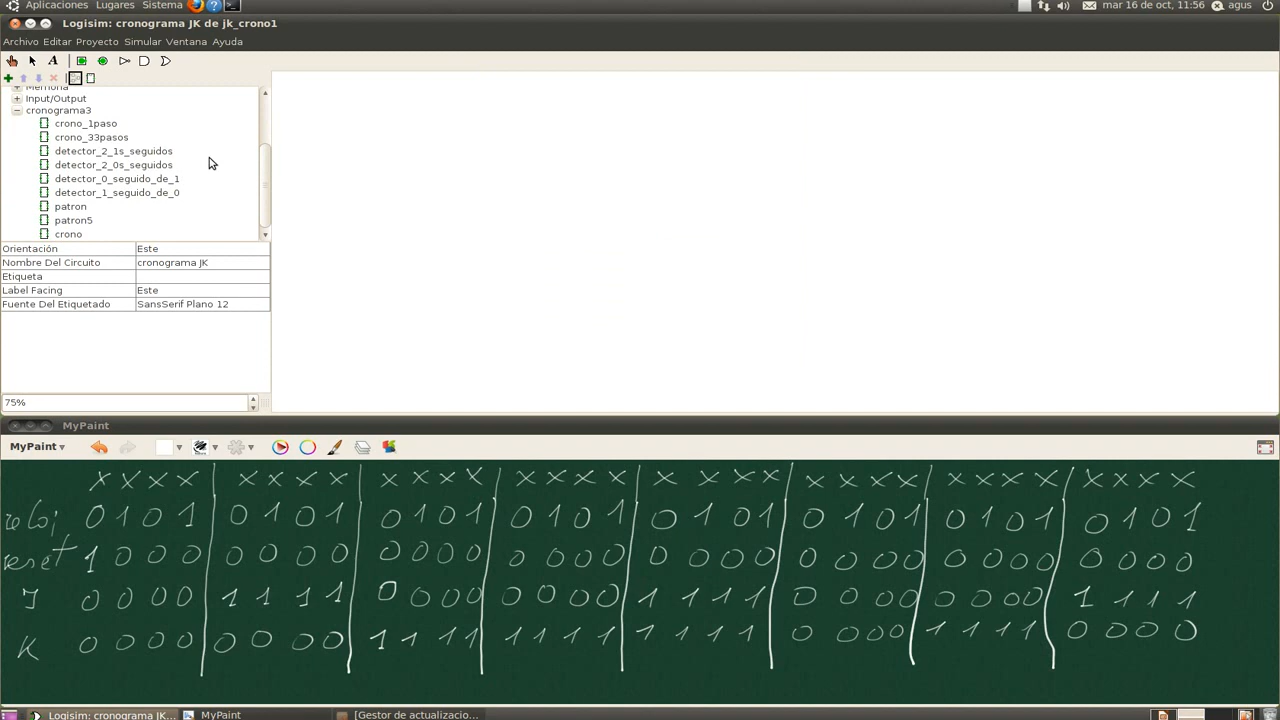 Aplicaciones Lugares Sistema mar 16 de oct, 11:56 agus
Logisim: cronograma JK de jk_crono1
Archivo Editar Proyecto Simular Ventana Ayuda
A
Memoria
Input/Output
cronograma3
crono_1paso
crono_33pasos
detector_2_1s_seguidos
detector_2_0s_seguidos
detector_0_seguido_de_1
detector_1_seguido_de_0
patron
patron5
crono
Orientación Este
Nombre Del Circuito cronograma JK
Etiqueta
Label Facing Este
Fuente Del Etiquetado SansSerif Plano 12
75%
MyPaint
MyPaint
x x x x | x x x x | x x x x | x x x x | x x x x | x x x x | x x x x | x x x x
reloj 0 1 0 1 | 0 1 0 1 | 0 1 0 1 | 0 1 0 1 | 0 1 0 1 | 0 1 0 1 | 0 1 0 1 | 0 1 0 1
reset 1 0 0 0 | 0 0 0 0 | 0 0 0 0 | 0 0 0 0 | 0 0 0 0 | 0 0 0 0 | 0 0 0 0 | 0 0 0 0
J 0 0 0 0 | 1 1 1 1 | 0 0 0 0 | 0 0 0 0 | 1 1 1 1 | 0 0 0 0 | 0 0 0 0 | 1 1 1 1
K 0 0 0 0 | 0 0 0 0 | 1 1 1 1 | 1 1 1 1 | 1 1 1 1 | 0 0 0 0 | 1 1 1 1 | 0 0 0 0
Logisim: cronograma JK... MyPaint [Gestor de actualizacio...